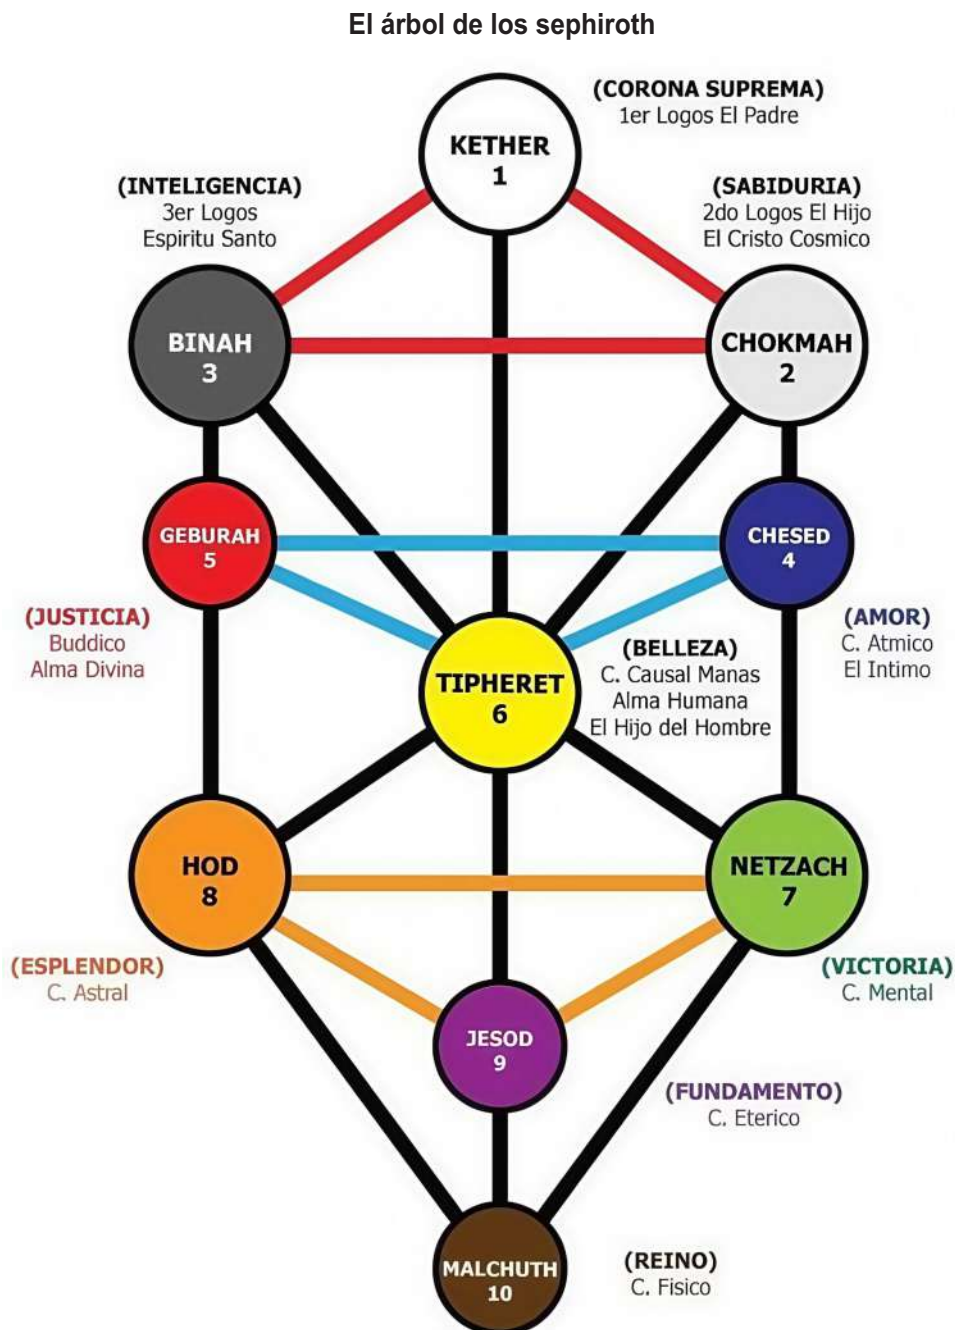 El árbol de los sephiroth
(CORONA SUPREMA)
1er Logos El Padre
KETHER
1
(INTELIGENCIA)
3er Logos
Espiritu Santo
(SABIDURIA)
2do Logos El Hijo
El Cristo Cosmico
BINAH
3
CHOKMAH
2
GEBURAH
5
CHESED
4
(JUSTICIA)
Buddico
Alma Divina
(AMOR)
C. Atmico
El Intimo
TIPHERET
6
(BELLEZA)
C. Causal Manas
Alma Humana
El Hijo del Hombre
HOD
8
NETZACH
7
(ESPLENDOR)
C. Astral
(VICTORIA)
C. Mental
JESOD
9
(FUNDAMENTO)
C. Eterico
MALCHUTH
10
(REINO)
C. Fisico